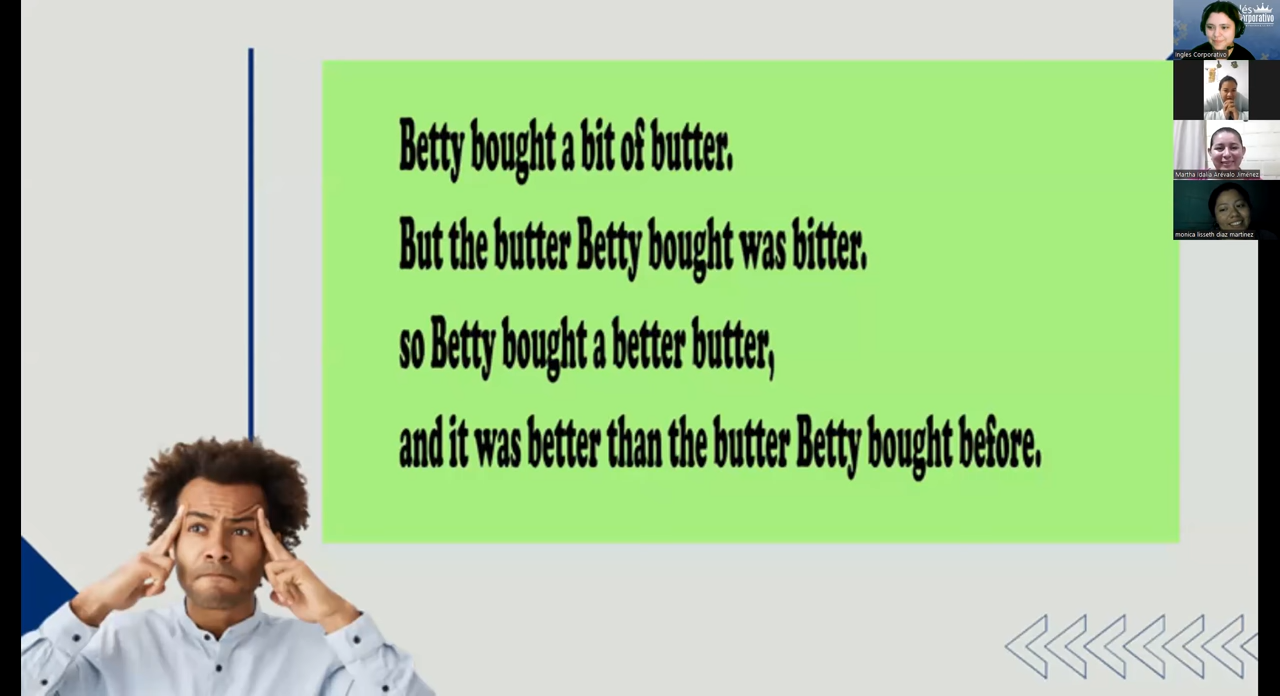 Betty bought a bit of butter.
But the butter Betty bought was bitter.
so Betty bought a better butter,
and it was better than the butter Betty bought before.
Ingles Corporativo
Martha Idalia Arévalo Jiménez
monica lisseth diaz martinez